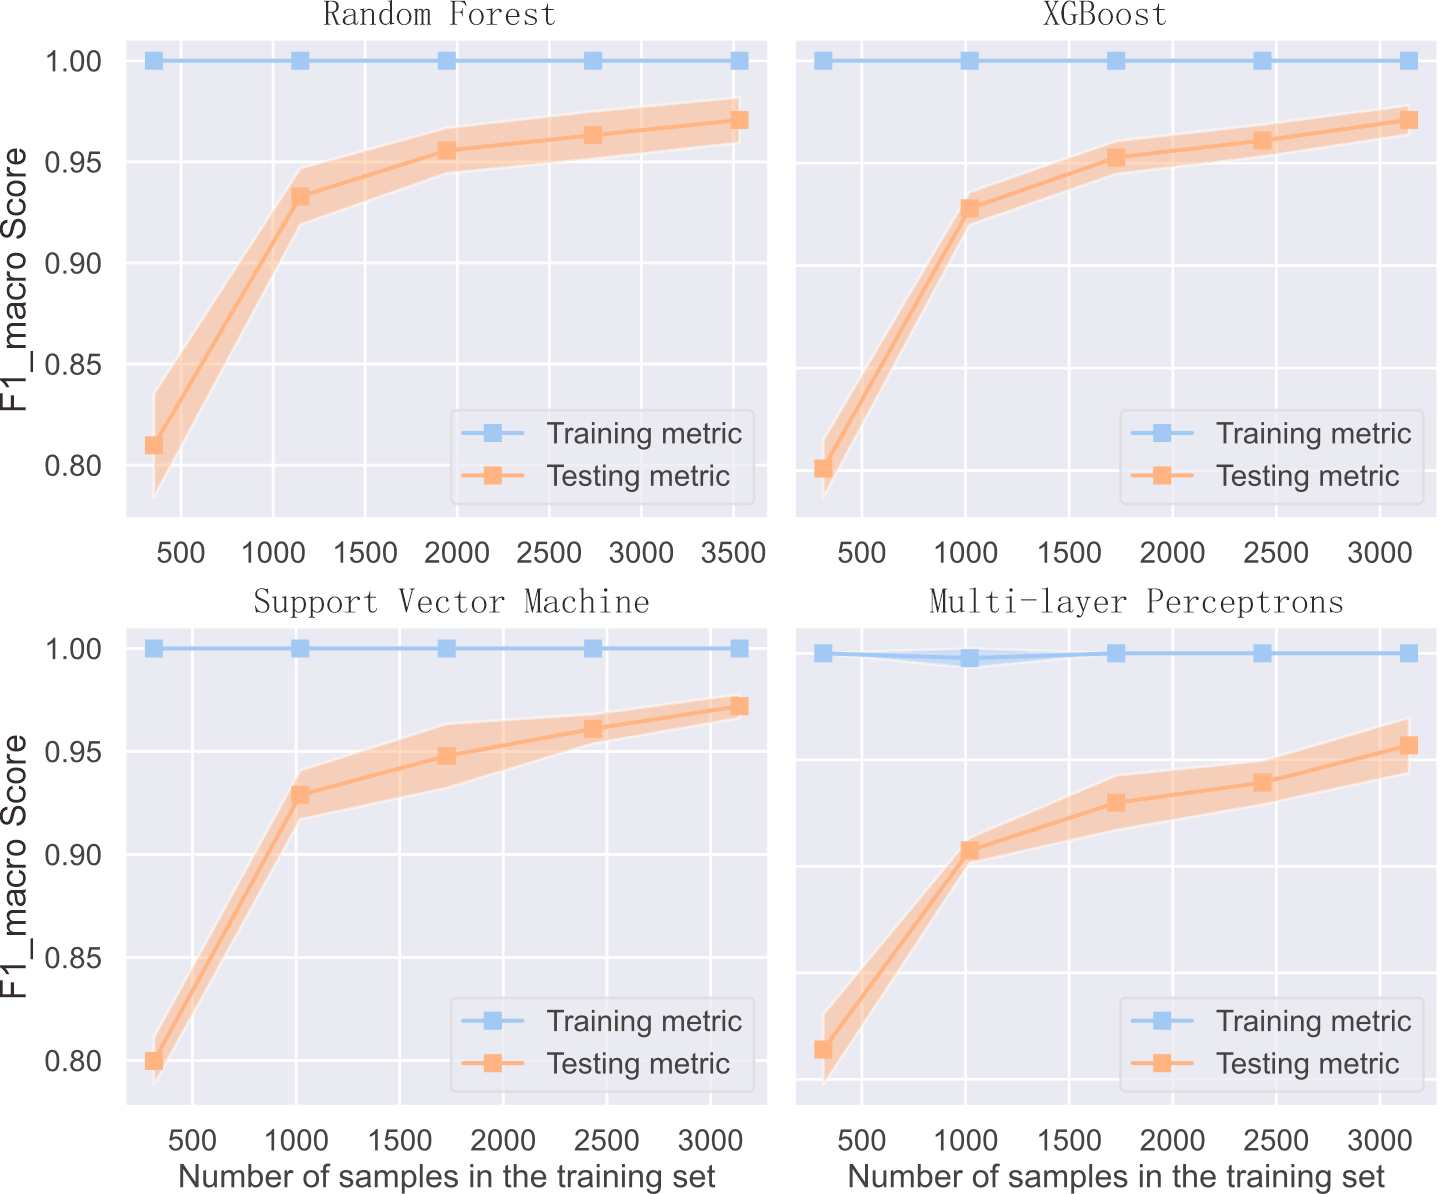 Random Forest
XGBoost
F1_macro Score
1.00
0.95
0.90
0.85
0.80
Training metric
Testing metric
Training metric
Testing metric
500 1000 1500 2000 2500 3000 3500
500 1000 1500 2000 2500 3000
Support Vector Machine
Multi-layer Perceptrons
F1_macro Score
1.00
0.95
0.90
0.85
0.80
Training metric
Testing metric
Training metric
Testing metric
500 1000 1500 2000 2500 3000
500 1000 1500 2000 2500 3000
Number of samples in the training set
Number of samples in the training set